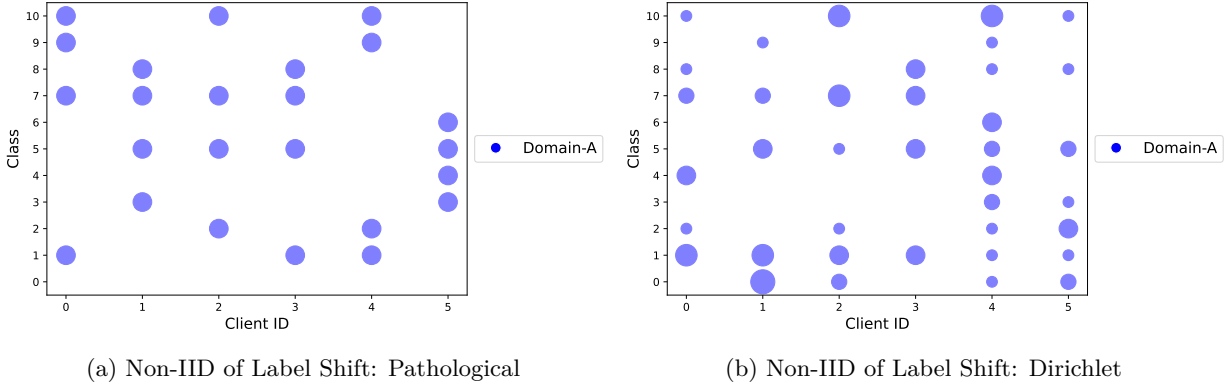 10
9
8
7
6
5
4
3
2
1
0
Class
0 1 2 3 4 5
Client ID
Domain-A
(a) Non-IID of Label Shift: Pathological
10
9
8
7
6
5
4
3
2
1
0
Class
0 1 2 3 4 5
Client ID
Domain-A
(b) Non-IID of Label Shift: Dirichlet